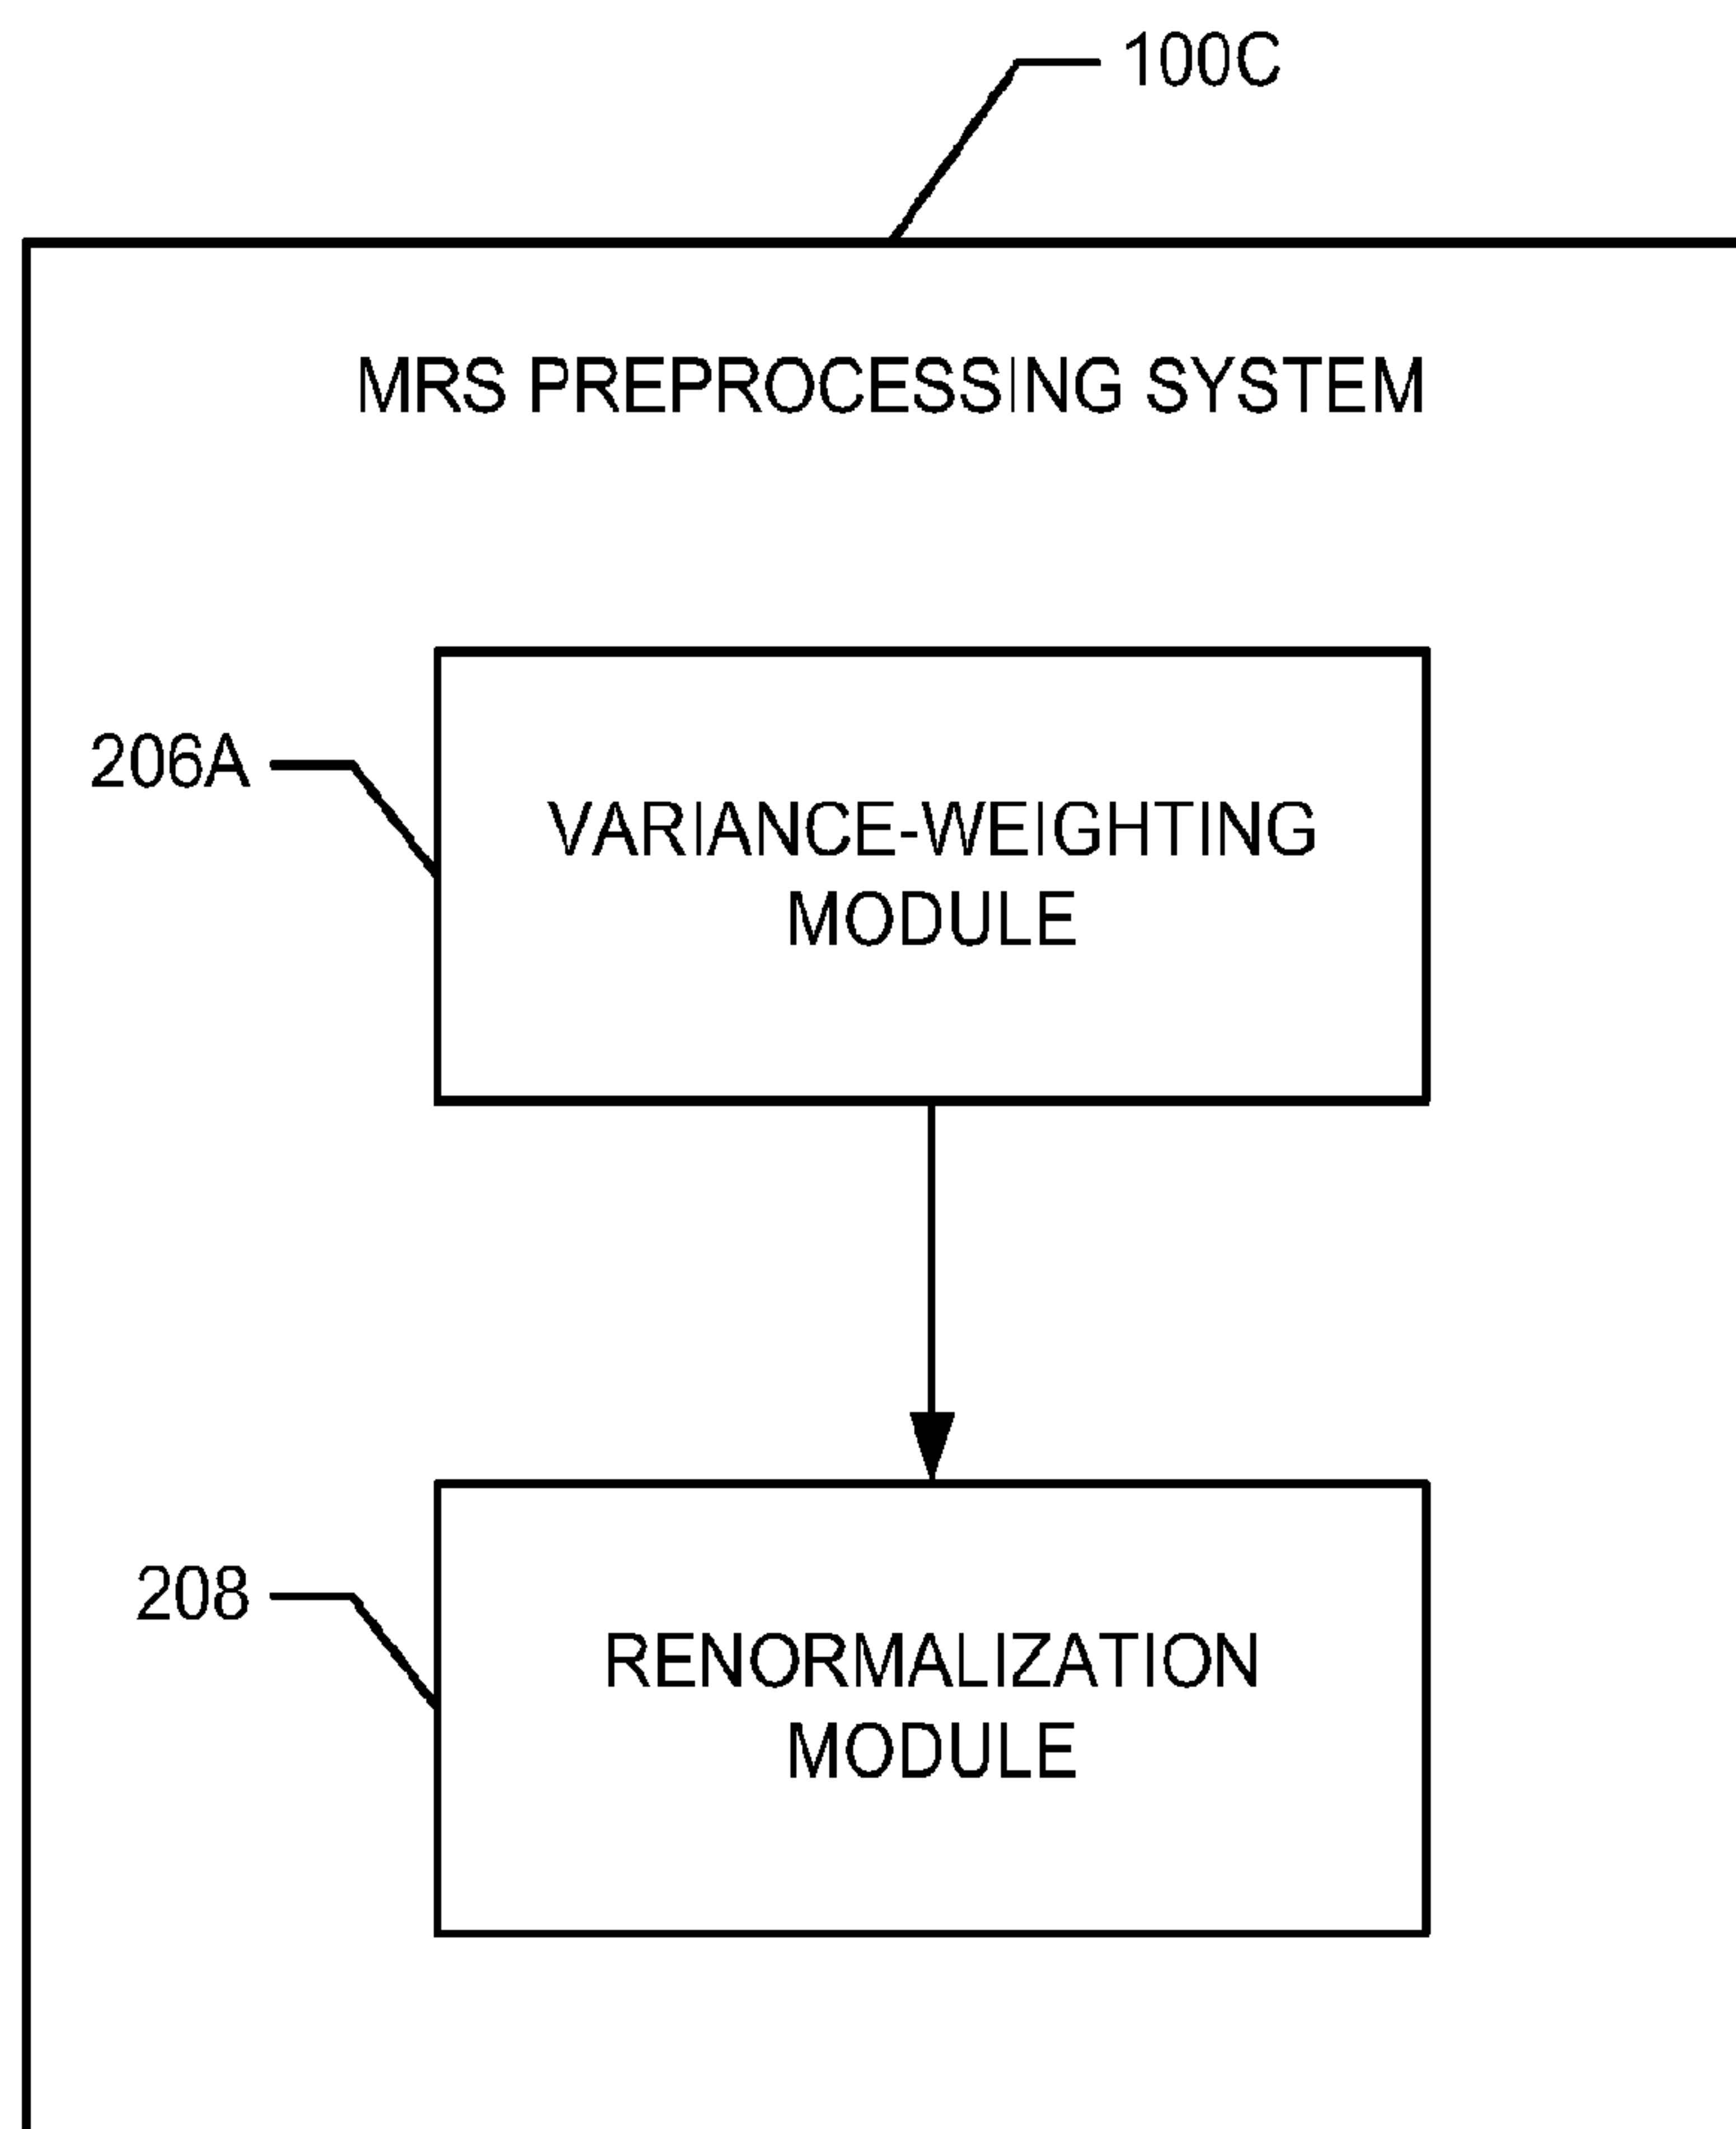 100C
MRS PREPROCESSING SYSTEM
206A
VARIANCE-WEIGHTING
MODULE
208
RENORMALIZATION
MODULE